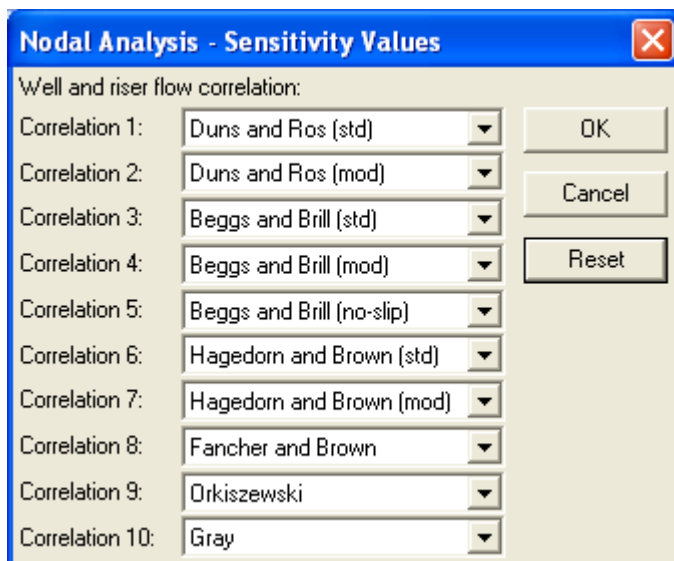 Nodal Analysis - Sensitivity Values
Well and riser flow correlation:
Correlation 1: Duns and Ros (std) OK
Correlation 2: Duns and Ros (mod)
Cancel
Correlation 3: Beggs and Brill (std)
Correlation 4: Beggs and Brill (mod) Reset
Correlation 5: Beggs and Brill (no-slip)
Correlation 6: Hagedorn and Brown (std)
Correlation 7: Hagedorn and Brown (mod)
Correlation 8: Fancher and Brown
Correlation 9: Orkiszewski
Correlation 10: Gray